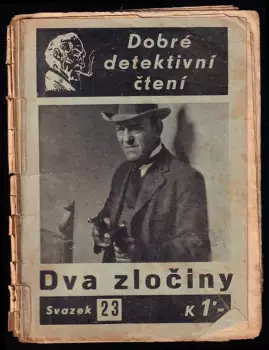 Dobré
detektivní
čtení
Dva zločiny
Svazek 23
K 1'-